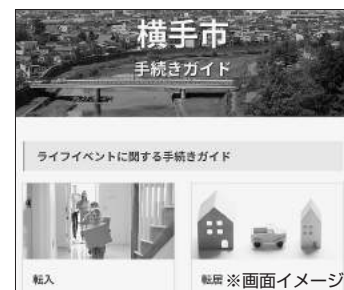 横手市
手続きガイド
ライフイベントに関する手続きガイド
転入
転居
※画面イメージ